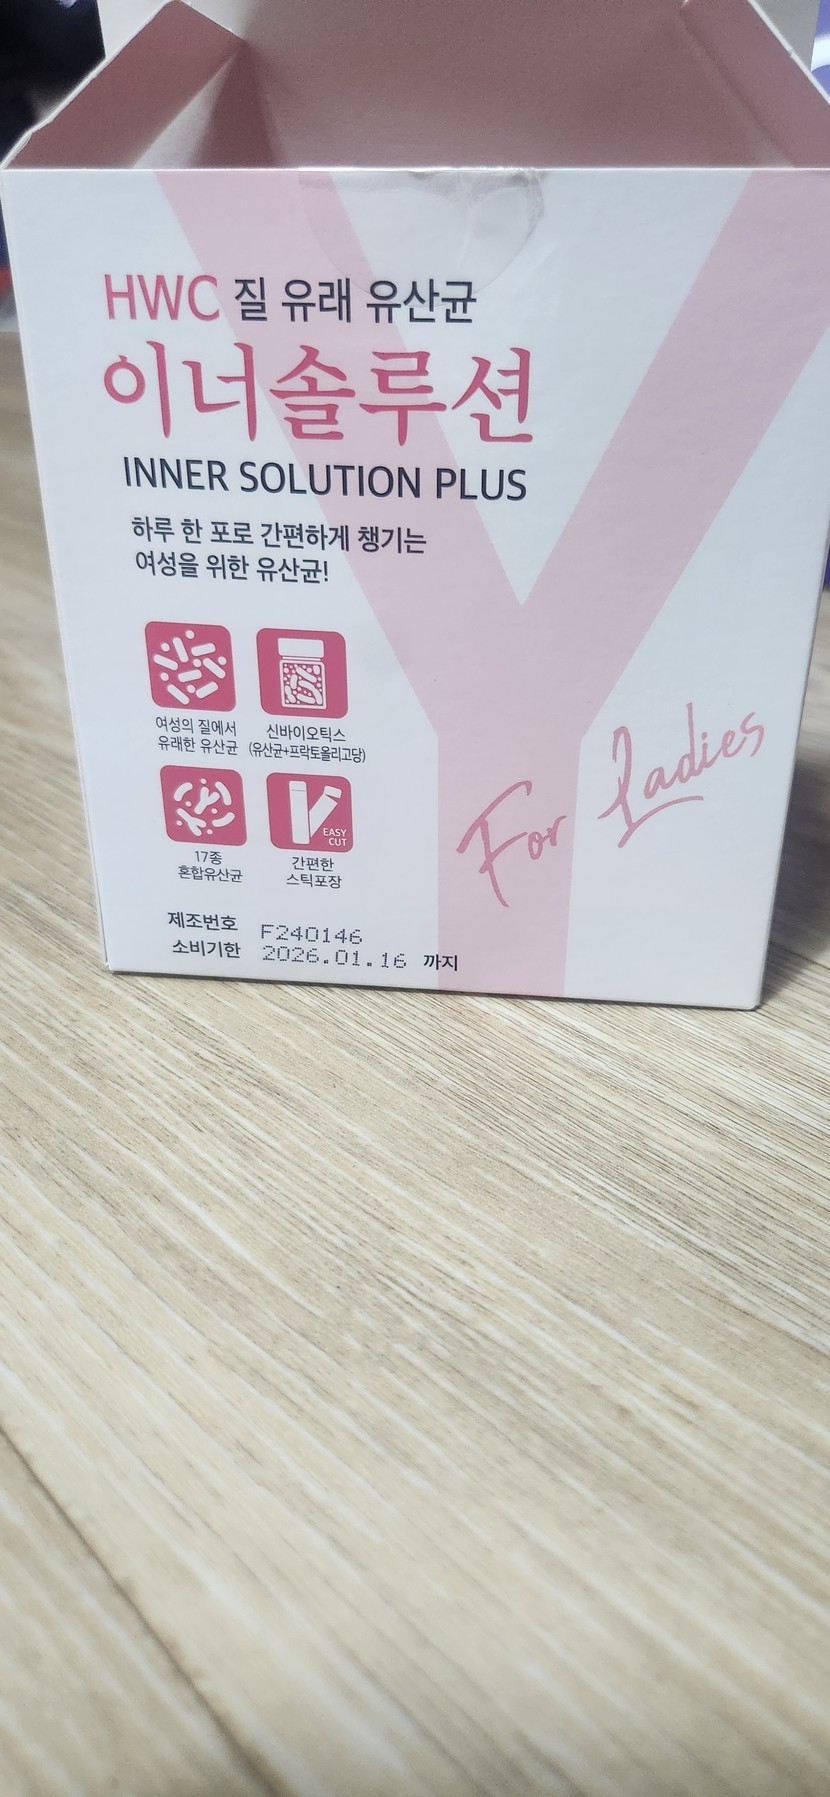 HWC 질 유래 유산균
이너솔루션
INNER SOLUTION PLUS
하루 한 포로 간편하게 챙기는
여성을 위한 유산균!
여성의 질에서
유래한 유산균
신바이오틱스
(유산균+프락토올리고당)
17종
혼합유산균
EASY
CUT
간편한
스틱포장
For Ladies
제조번호 F240146
소비기한 2026.01.16 까지